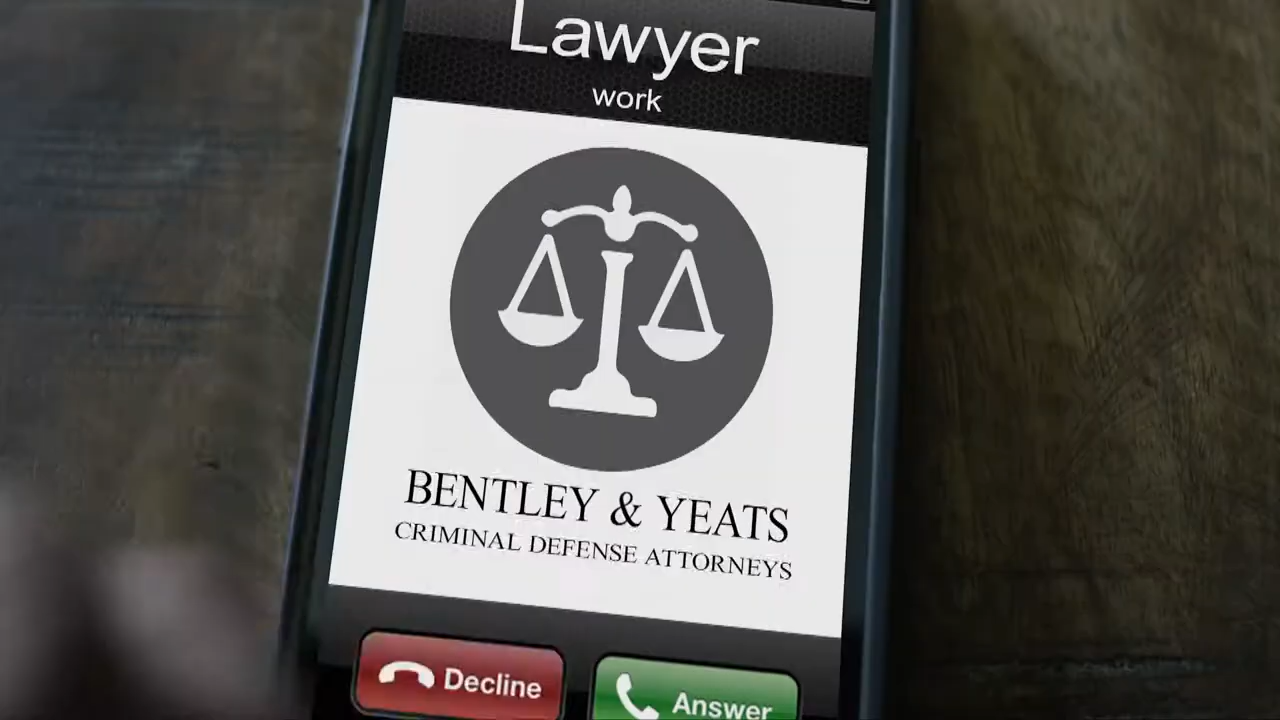 Lawyer
work
BENTLEY & YEATS
CRIMINAL DEFENSE ATTORNEYS
Decline
Answer